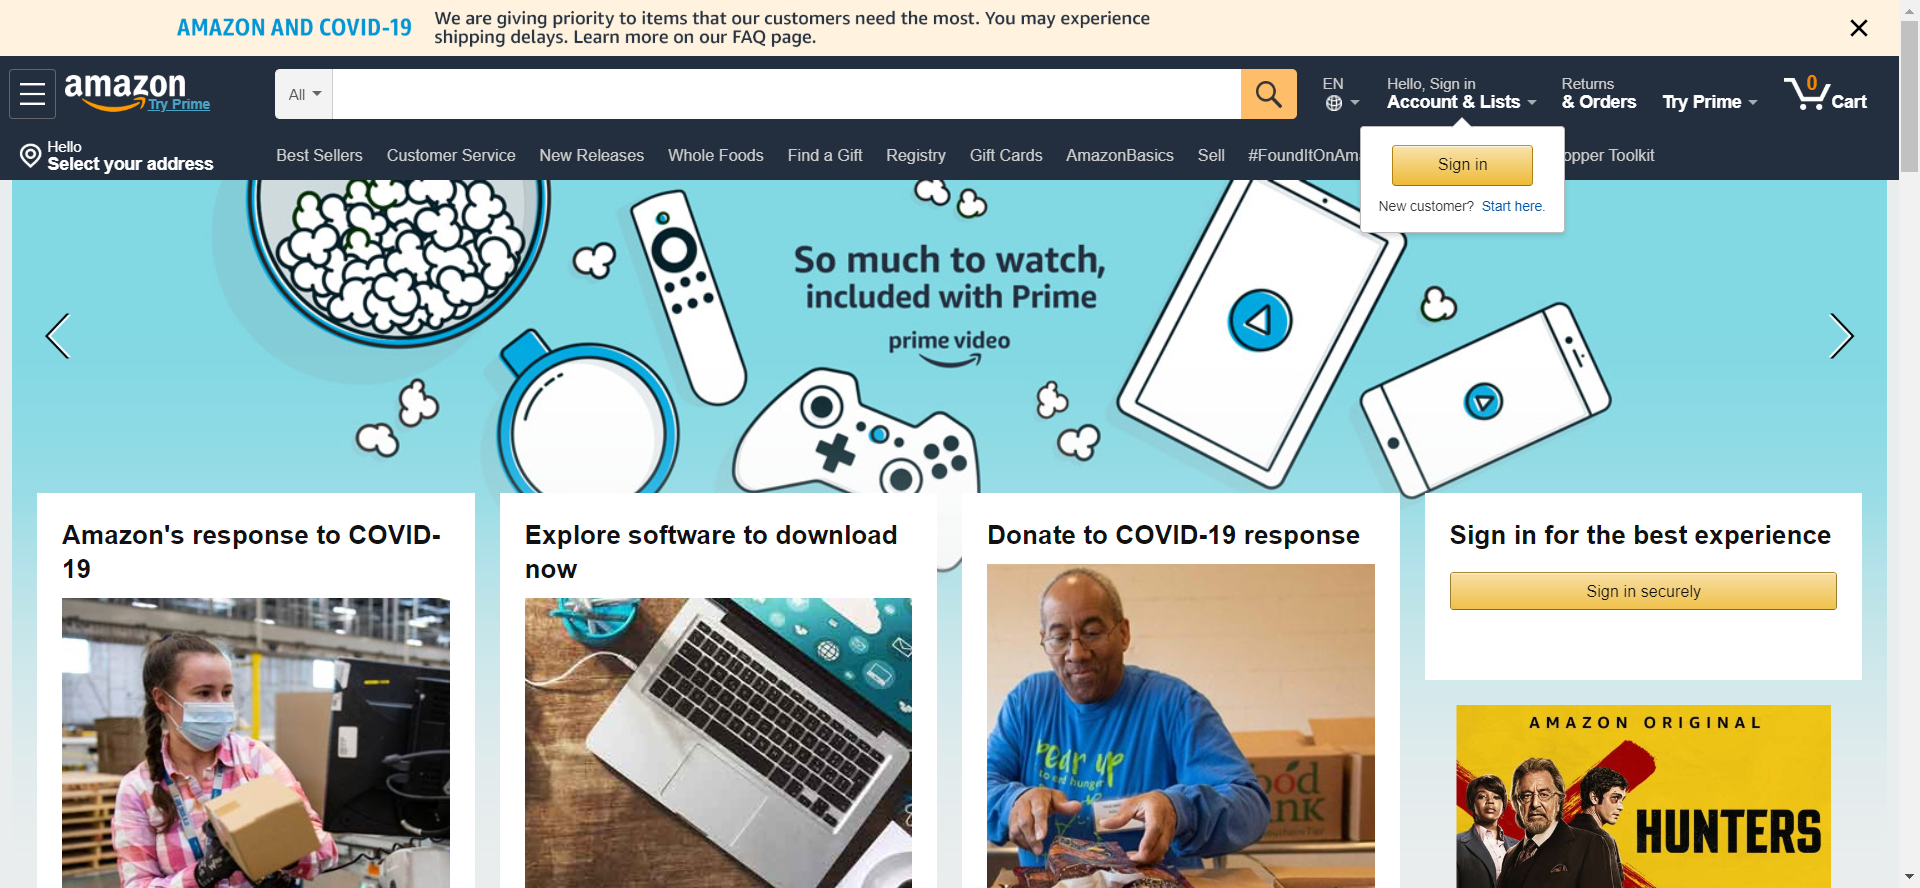 AMAZON AND COVID-19
We are giving priority to items that our customers need the most. You may experience
shipping delays. Learn more on our FAQ page.
amazon
Try Prime
All
EN
Hello, Sign in
Account & Lists
Returns
& Orders
Try Prime
0
Cart
Hello
Select your address
Best Sellers
Customer Service
New Releases
Whole Foods
Find a Gift
Registry
Gift Cards
AmazonBasics
Sell
#FoundItOnAm
opper Toolkit
Sign in
New customer? Start here.
So much to watch,
included with Prime
prime video
Amazon's response to COVID-
19
Explore software to download
now
Donate to COVID-19 response
Sign in for the best experience
Sign in securely
up
to end hunger
AMAZON ORIGINAL
HUNTERS